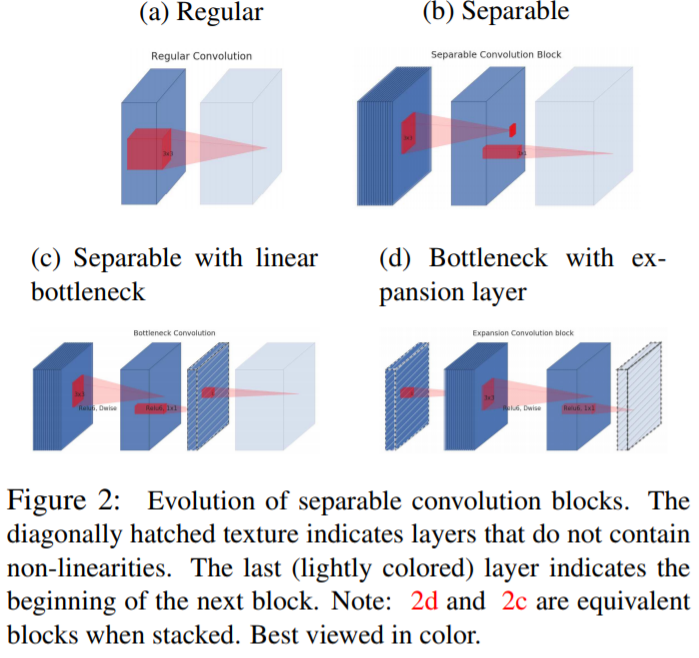 (a) Regular
(b) Separable
Regular Convolution
Separable Convolution Block
3x3
3x3
1x1
(c) Separable with linear
bottleneck
(d) Bottleneck with ex-
pansion layer
Bottleneck Convolution
Expansion Convolution block
3x3
Relu6, Dwise
Relu6, 1x1
3x3
Relu6, Dwise
Relu6, 1x1
Figure 2: Evolution of separable convolution blocks. The
diagonally hatched texture indicates layers that do not contain
non-linearities. The last (lightly colored) layer indicates the
beginning of the next block. Note: 2d and 2c are equivalent
blocks when stacked. Best viewed in color.